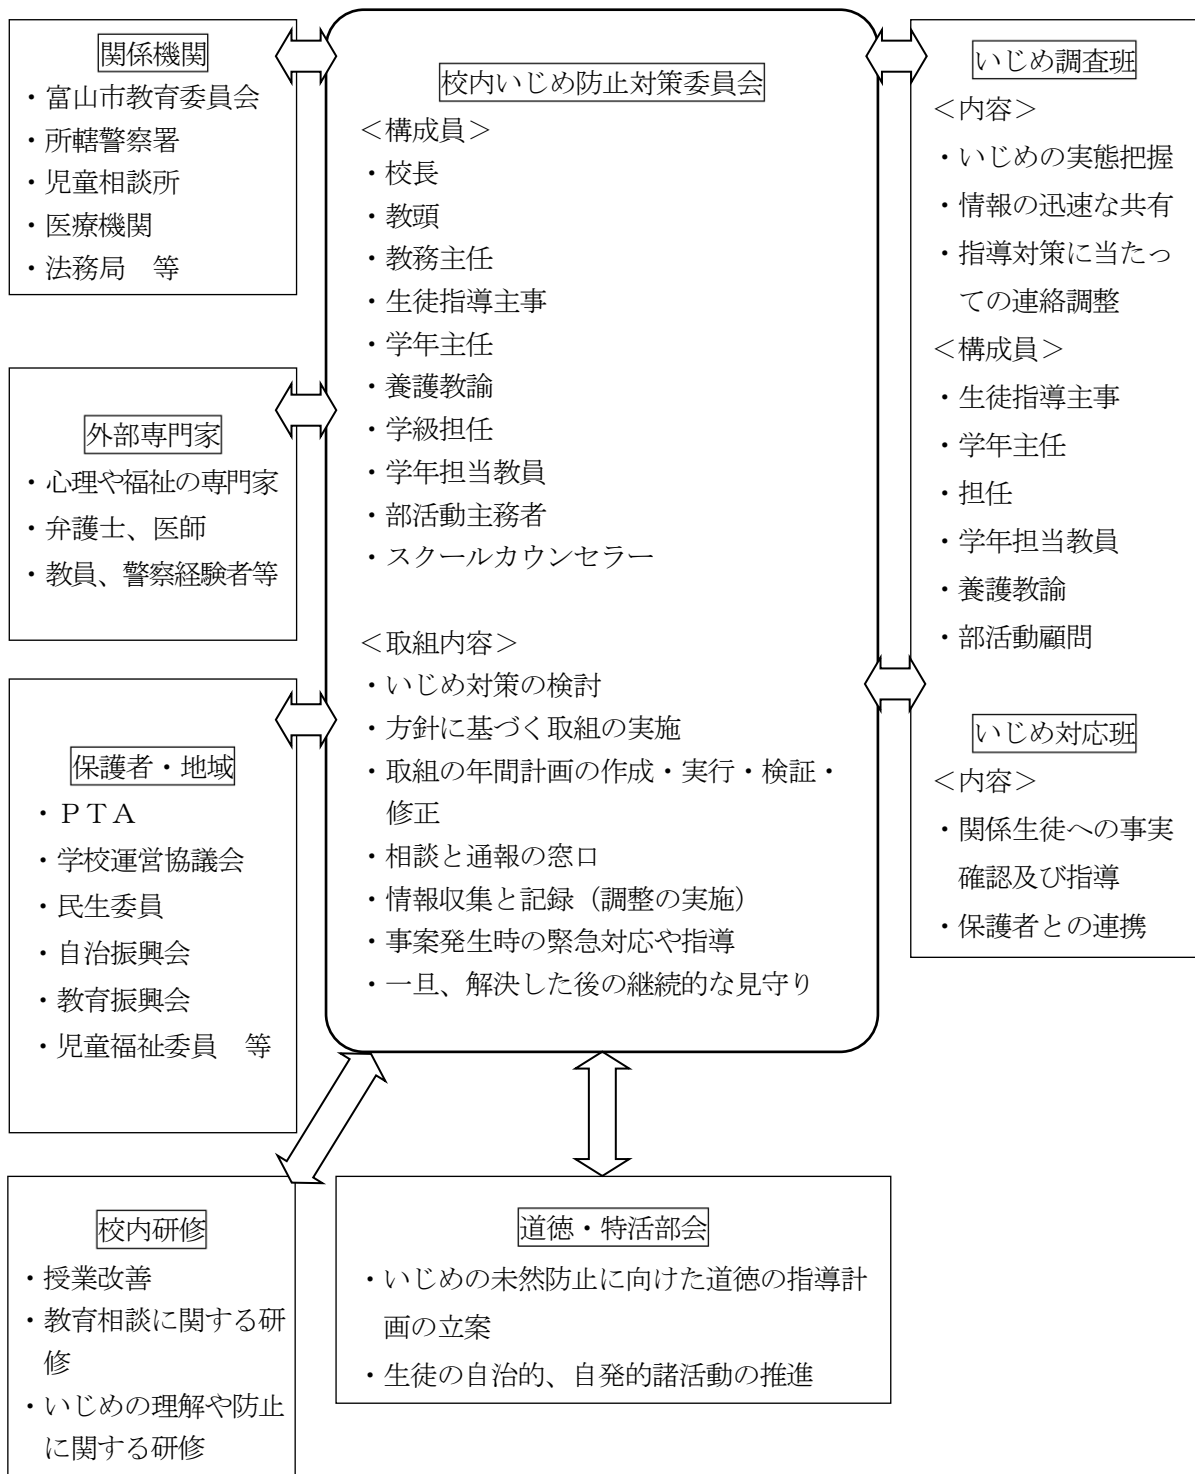 関係機関
・富山市教育委員会
・所轄警察署
・児童相談所
・医療機関
・法務局　等
外部専門家
・心理や福祉の専門家
・弁護士、医師
・教員、警察経験者等
保護者・地域
・ＰＴＡ
・学校運営協議会
・民生委員
・自治振興会
・教育振興会
・児童福祉委員　等
校内いじめ防止対策委員会
＜構成員＞
・校長
・教頭
・教務主任
・生徒指導主事
・学年主任
・養護教諭
・学級担任
・学年担当教員
・部活動主務者
・スクールカウンセラー
＜取組内容＞
・いじめ対策の検討
・方針に基づく取組の実施
・取組の年間計画の作成・実行・検証・
修正
・相談と通報の窓口
・情報収集と記録（調整の実施）
・事案発生時の緊急対応や指導
・一旦、解決した後の継続的な見守り
いじめ調査班
＜内容＞
・いじめの実態把握
・情報の迅速な共有
・指導対策に当たっ
ての連絡調整
＜構成員＞
・生徒指導主事
・学年主任
・担任
・学年担当教員
・養護教諭
・部活動顧問
いじめ対応班
＜内容＞
・関係生徒への事実
確認及び指導
・保護者との連携
校内研修
・授業改善
・教育相談に関する研
修
・いじめの理解や防止
に関する研修
道徳・特活部会
・いじめの未然防止に向けた道徳の指導計
画の立案
・生徒の自治的、自発的諸活動の推進